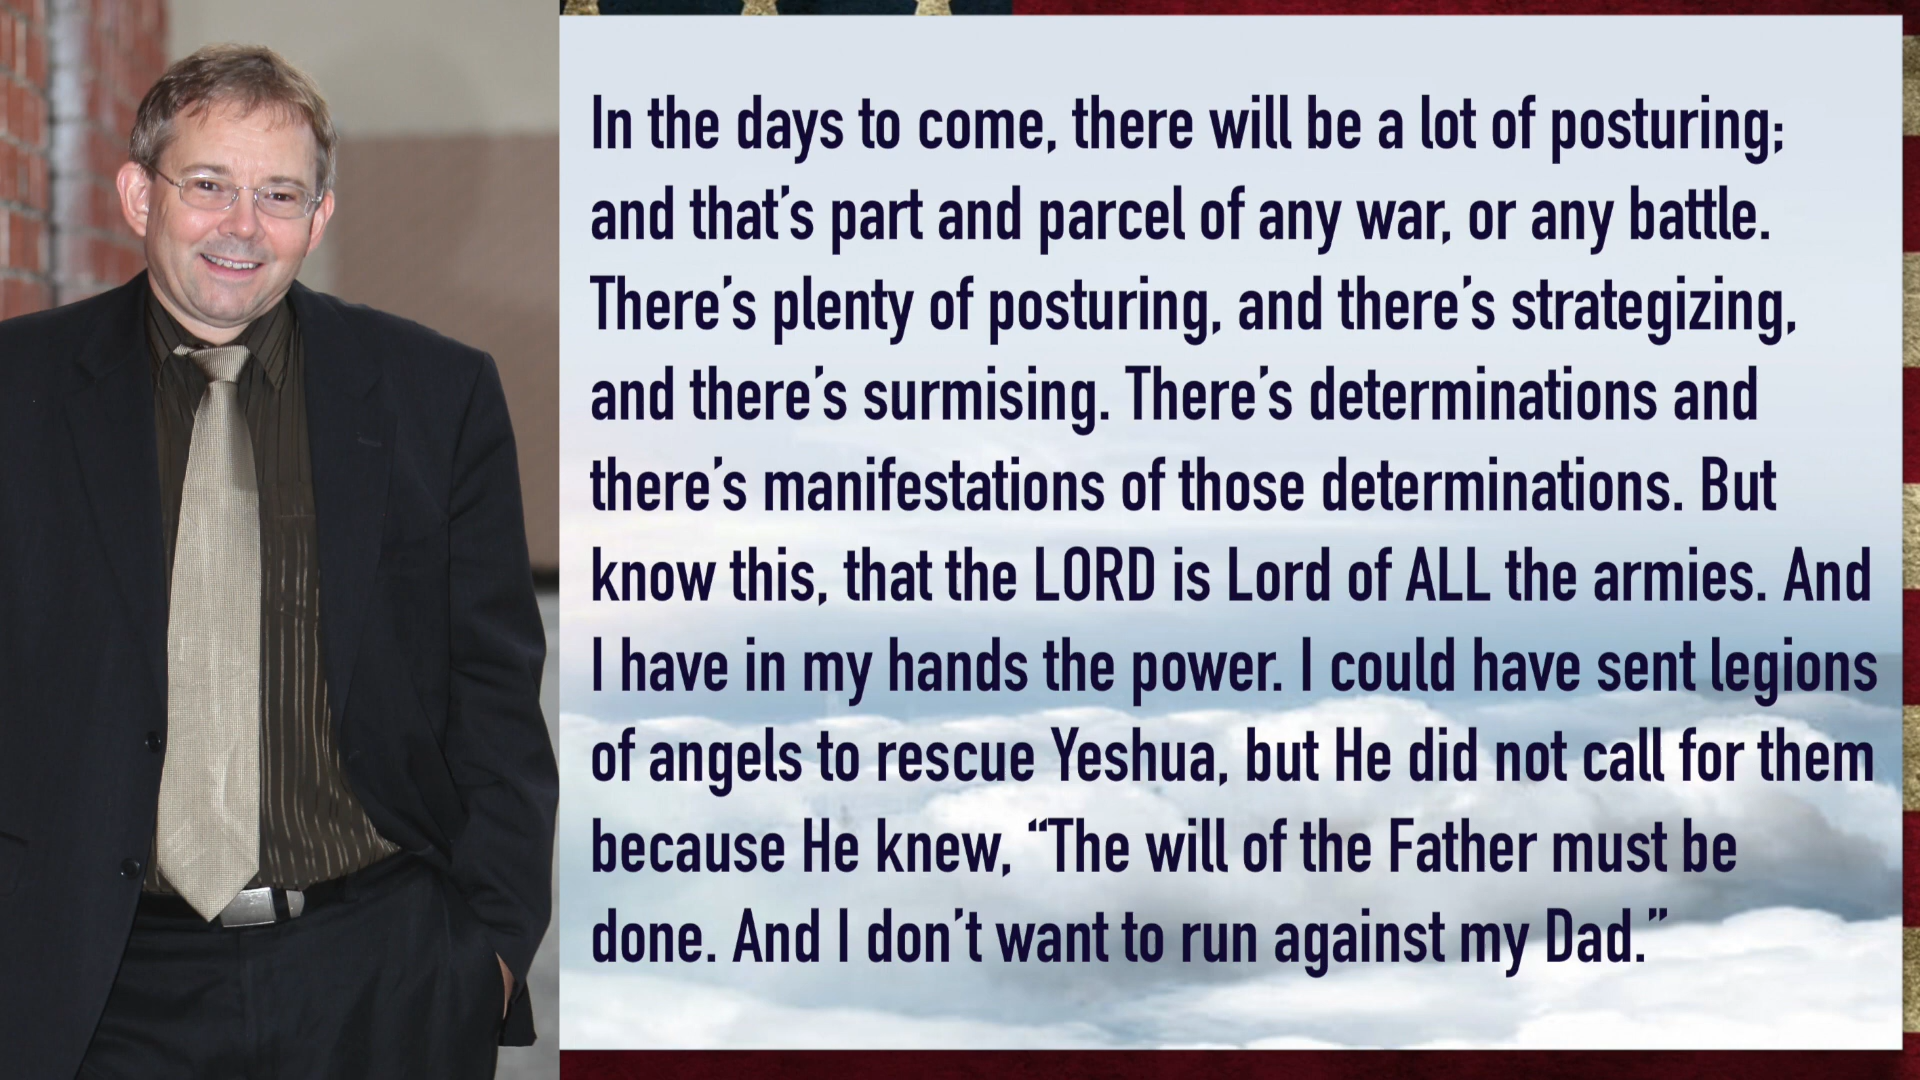 In the days to come, there will be a lot of posturing;
and that’s part and parcel of any war, or any battle.
There’s plenty of posturing, and there’s strategizing,
and there’s surmising. There’s determinations and
there’s manifestations of those determinations. But
know this, that the LORD is Lord of ALL the armies. And
I have in my hands the power. I could have sent legions
of angels to rescue Yeshua, but He did not call for them
because He knew, “The will of the Father must be
done. And I don’t want to run against my Dad.”